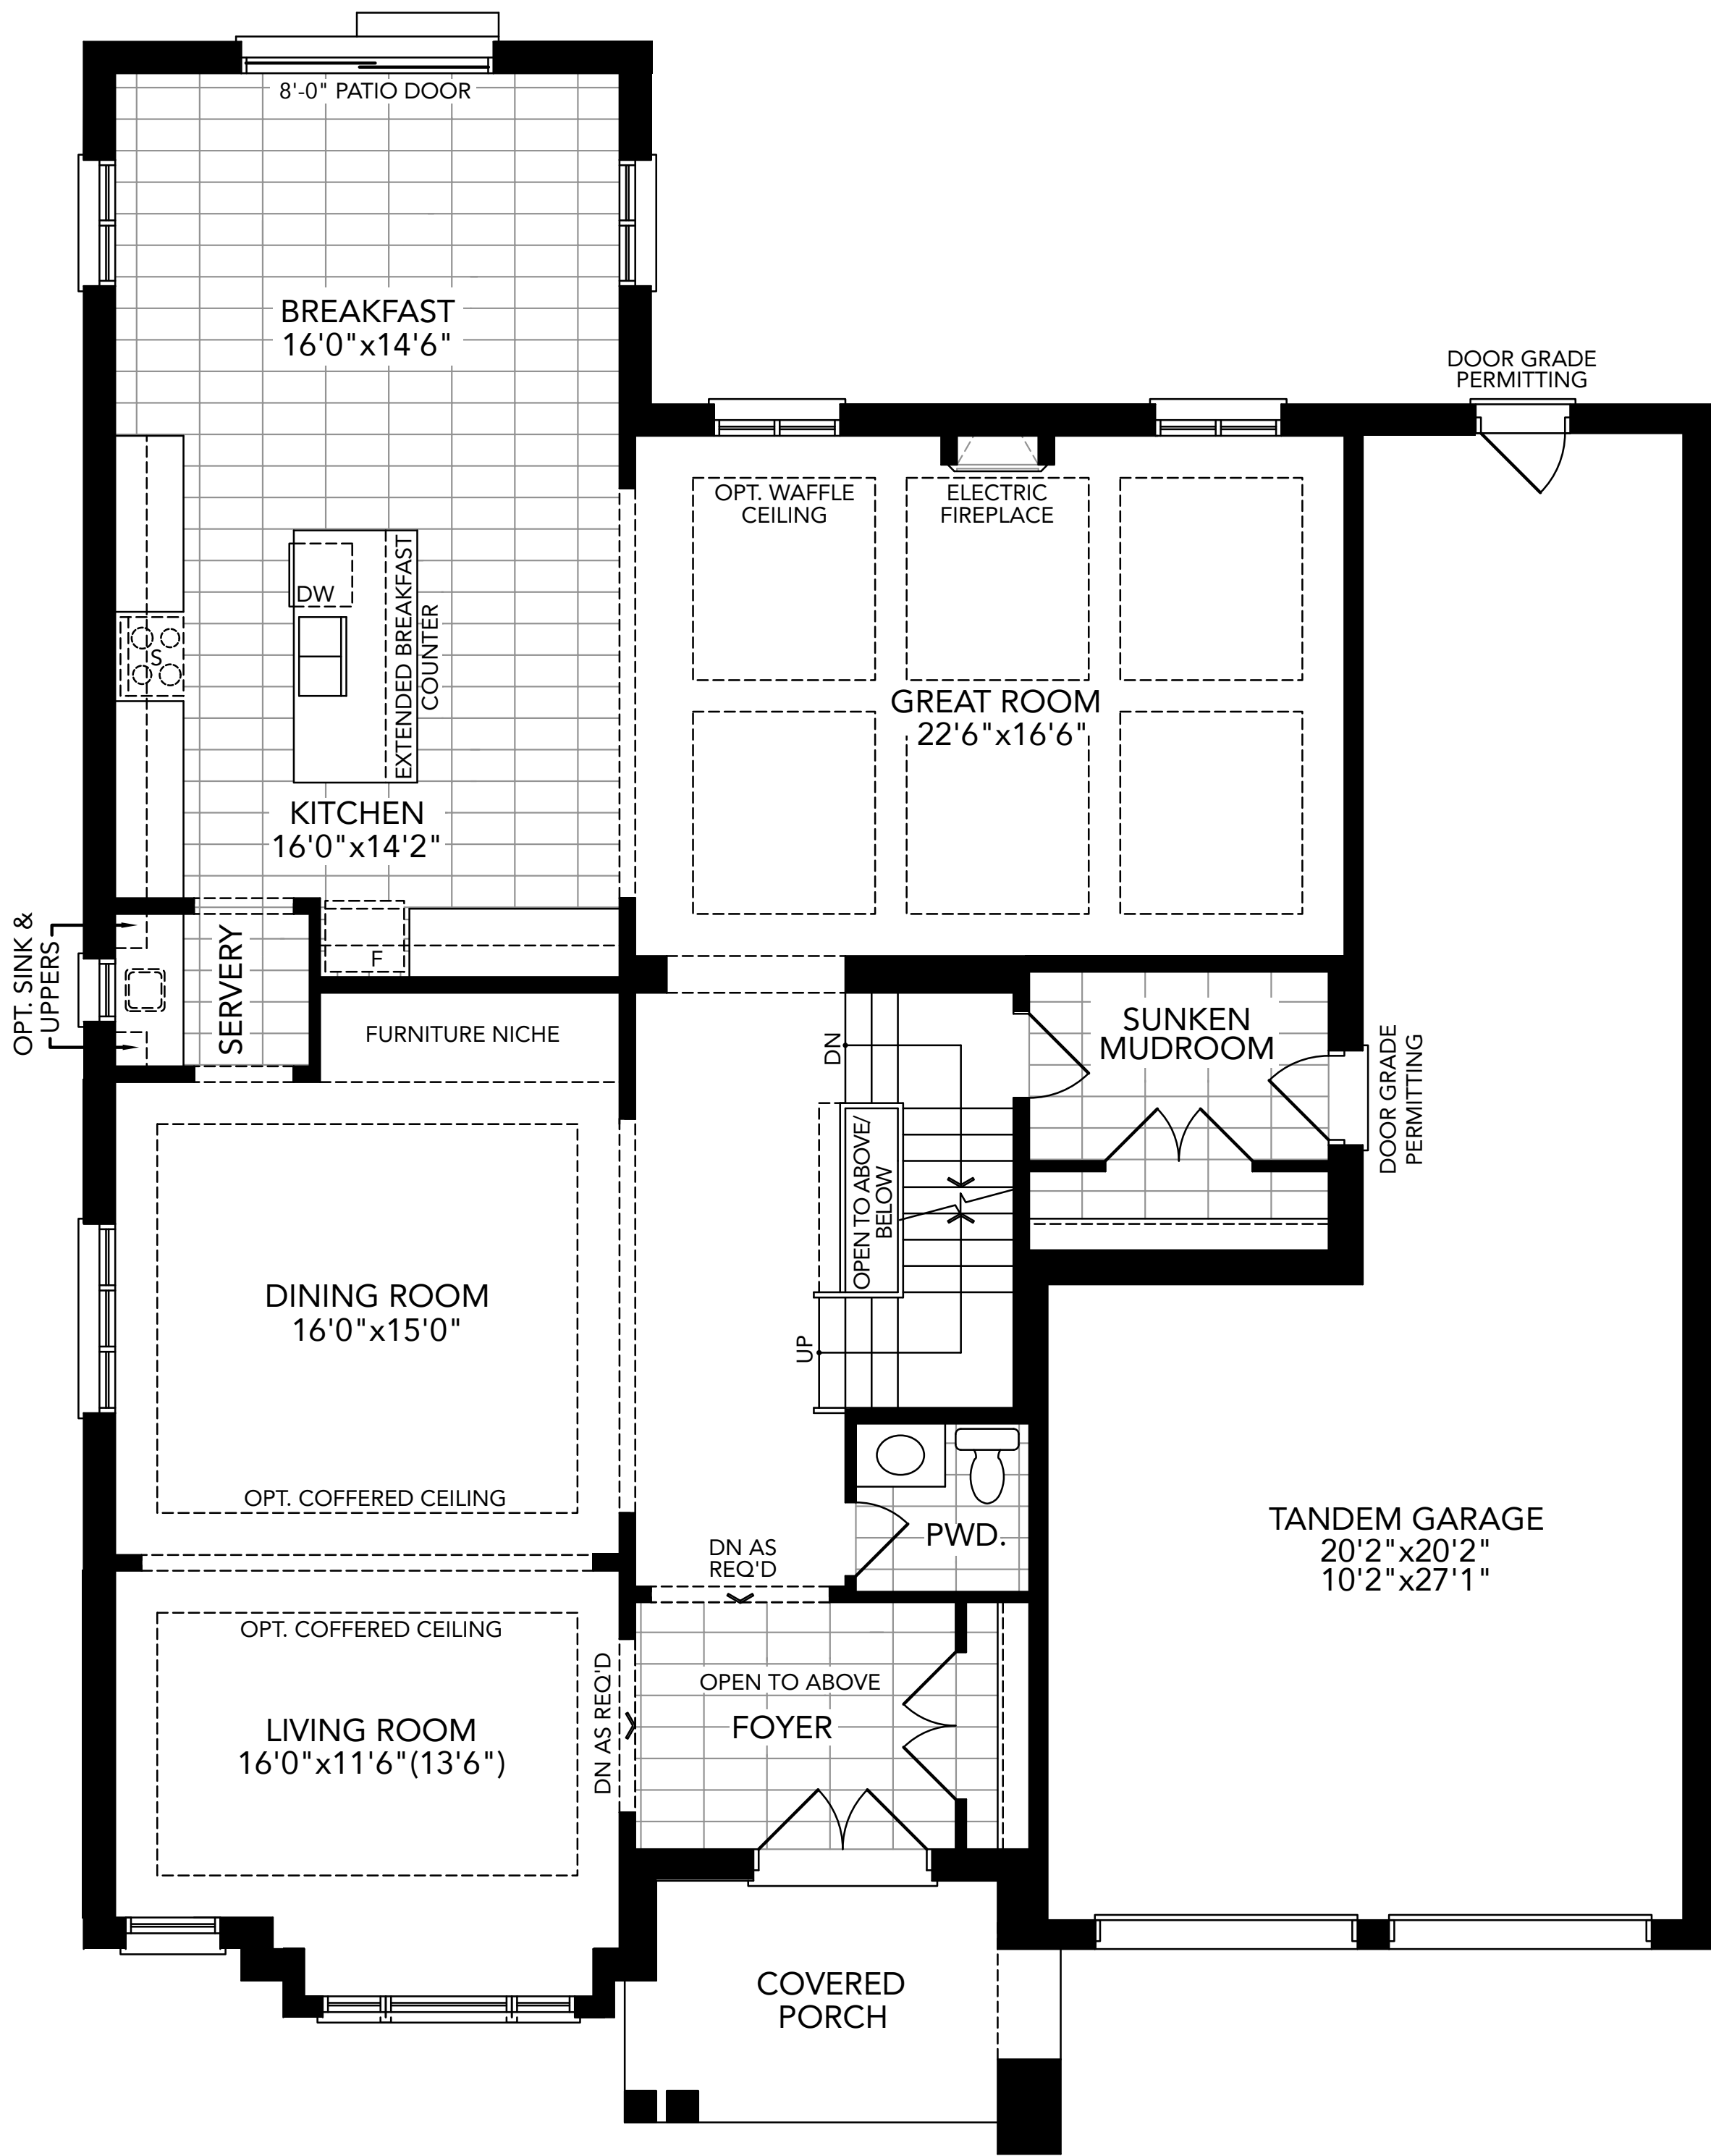 8'-0" PATIO DOOR
BREAKFAST
16'0"x14'6"
DOOR GRADE
PERMITTING
OPT. WAFFLE
CEILING
ELECTRIC
FIREPLACE
DW
S
EXTENDED BREAKFAST
COUNTER
GREAT ROOM
22'6"x16'6"
KITCHEN
16'0"x14'2"
OPT. SINK &
UPPERS
SERVERY
F
FURNITURE NICHE
DN
SUNKEN
MUDROOM
DOOR GRADE
PERMITTING
OPEN TO ABOVE/
BELOW
DINING ROOM
16'0"x15'0"
UP
OPT. COFFERED CEILING
DN AS
REQ'D
PWD.
TANDEM GARAGE
20'2"x20'2"
10'2"x27'1"
OPT. COFFERED CEILING
LIVING ROOM
16'0"x11'6"(13'6")
DN AS REQ'D
OPEN TO ABOVE
FOYER
COVERED
PORCH